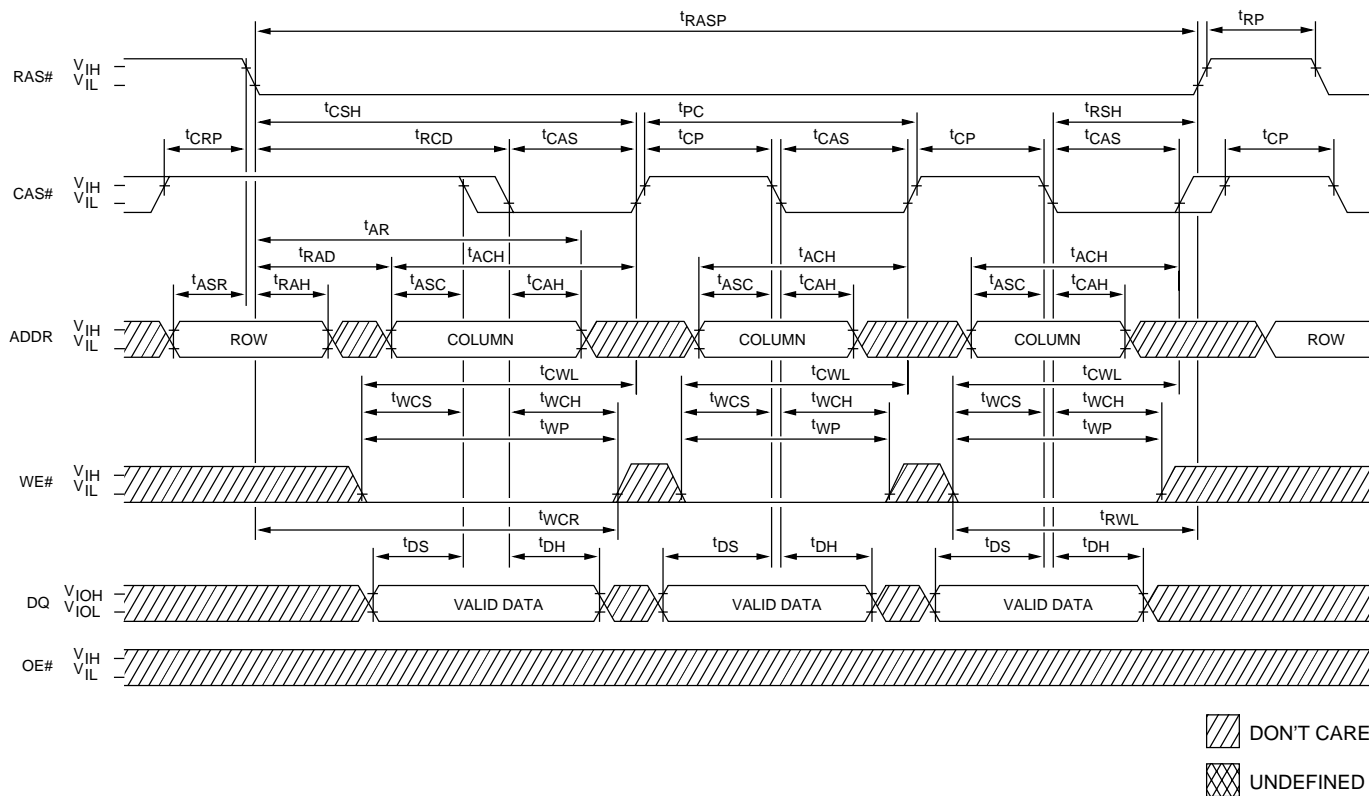 tRASP tRP
RAS# VIH
VIL
tCSH tPC tRSH
tCRP tRCD tCAS tCP tCAS tCP tCAS tCP
CAS# VIH
VIL
tAR
tRAD tACH tACH tACH
tASR tRAH tASC tCAH tASC tCAH tASC tCAH
ADDR VIH
VIL
ROW COLUMN COLUMN COLUMN ROW
tCWL tCWL tCWL
tWCS tWCH tWCS tWCH tWCS tWCH
tWP tWP tWP
WE# VIH
VIL
tWCR tRWL
tDS tDH tDS tDH tDS tDH
DQ VIOH
VIOL
VALID DATA VALID DATA VALID DATA
OE# VIH
VIL
DON'T CARE
UNDEFINED